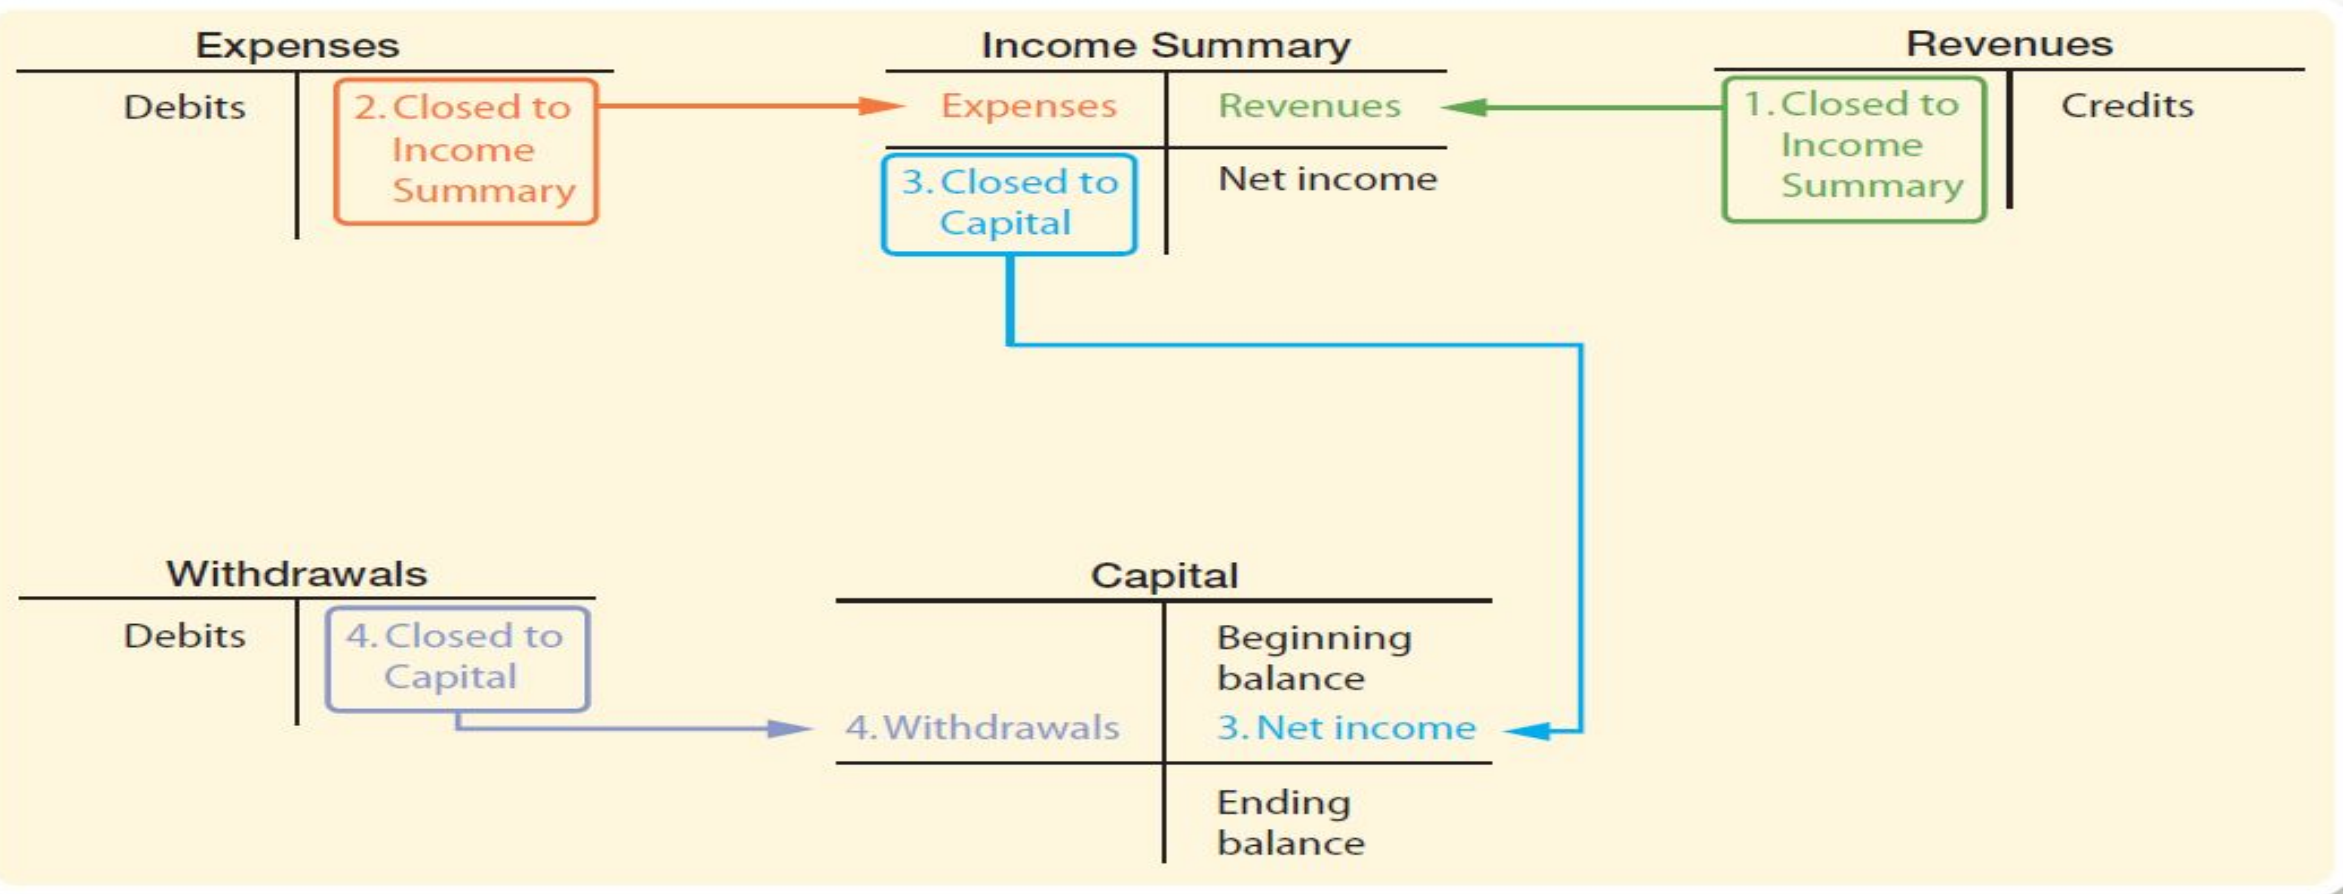 Expenses
Debits
2. Closed to
Income
Summary
Income Summary
Expenses
Revenues
3. Closed to
Capital
Net income
Revenues
1. Closed to
Income
Summary
Credits
Withdrawals
Debits
4. Closed to
Capital
Capital
Beginning
balance
4. Withdrawals
3. Net income
Ending
balance